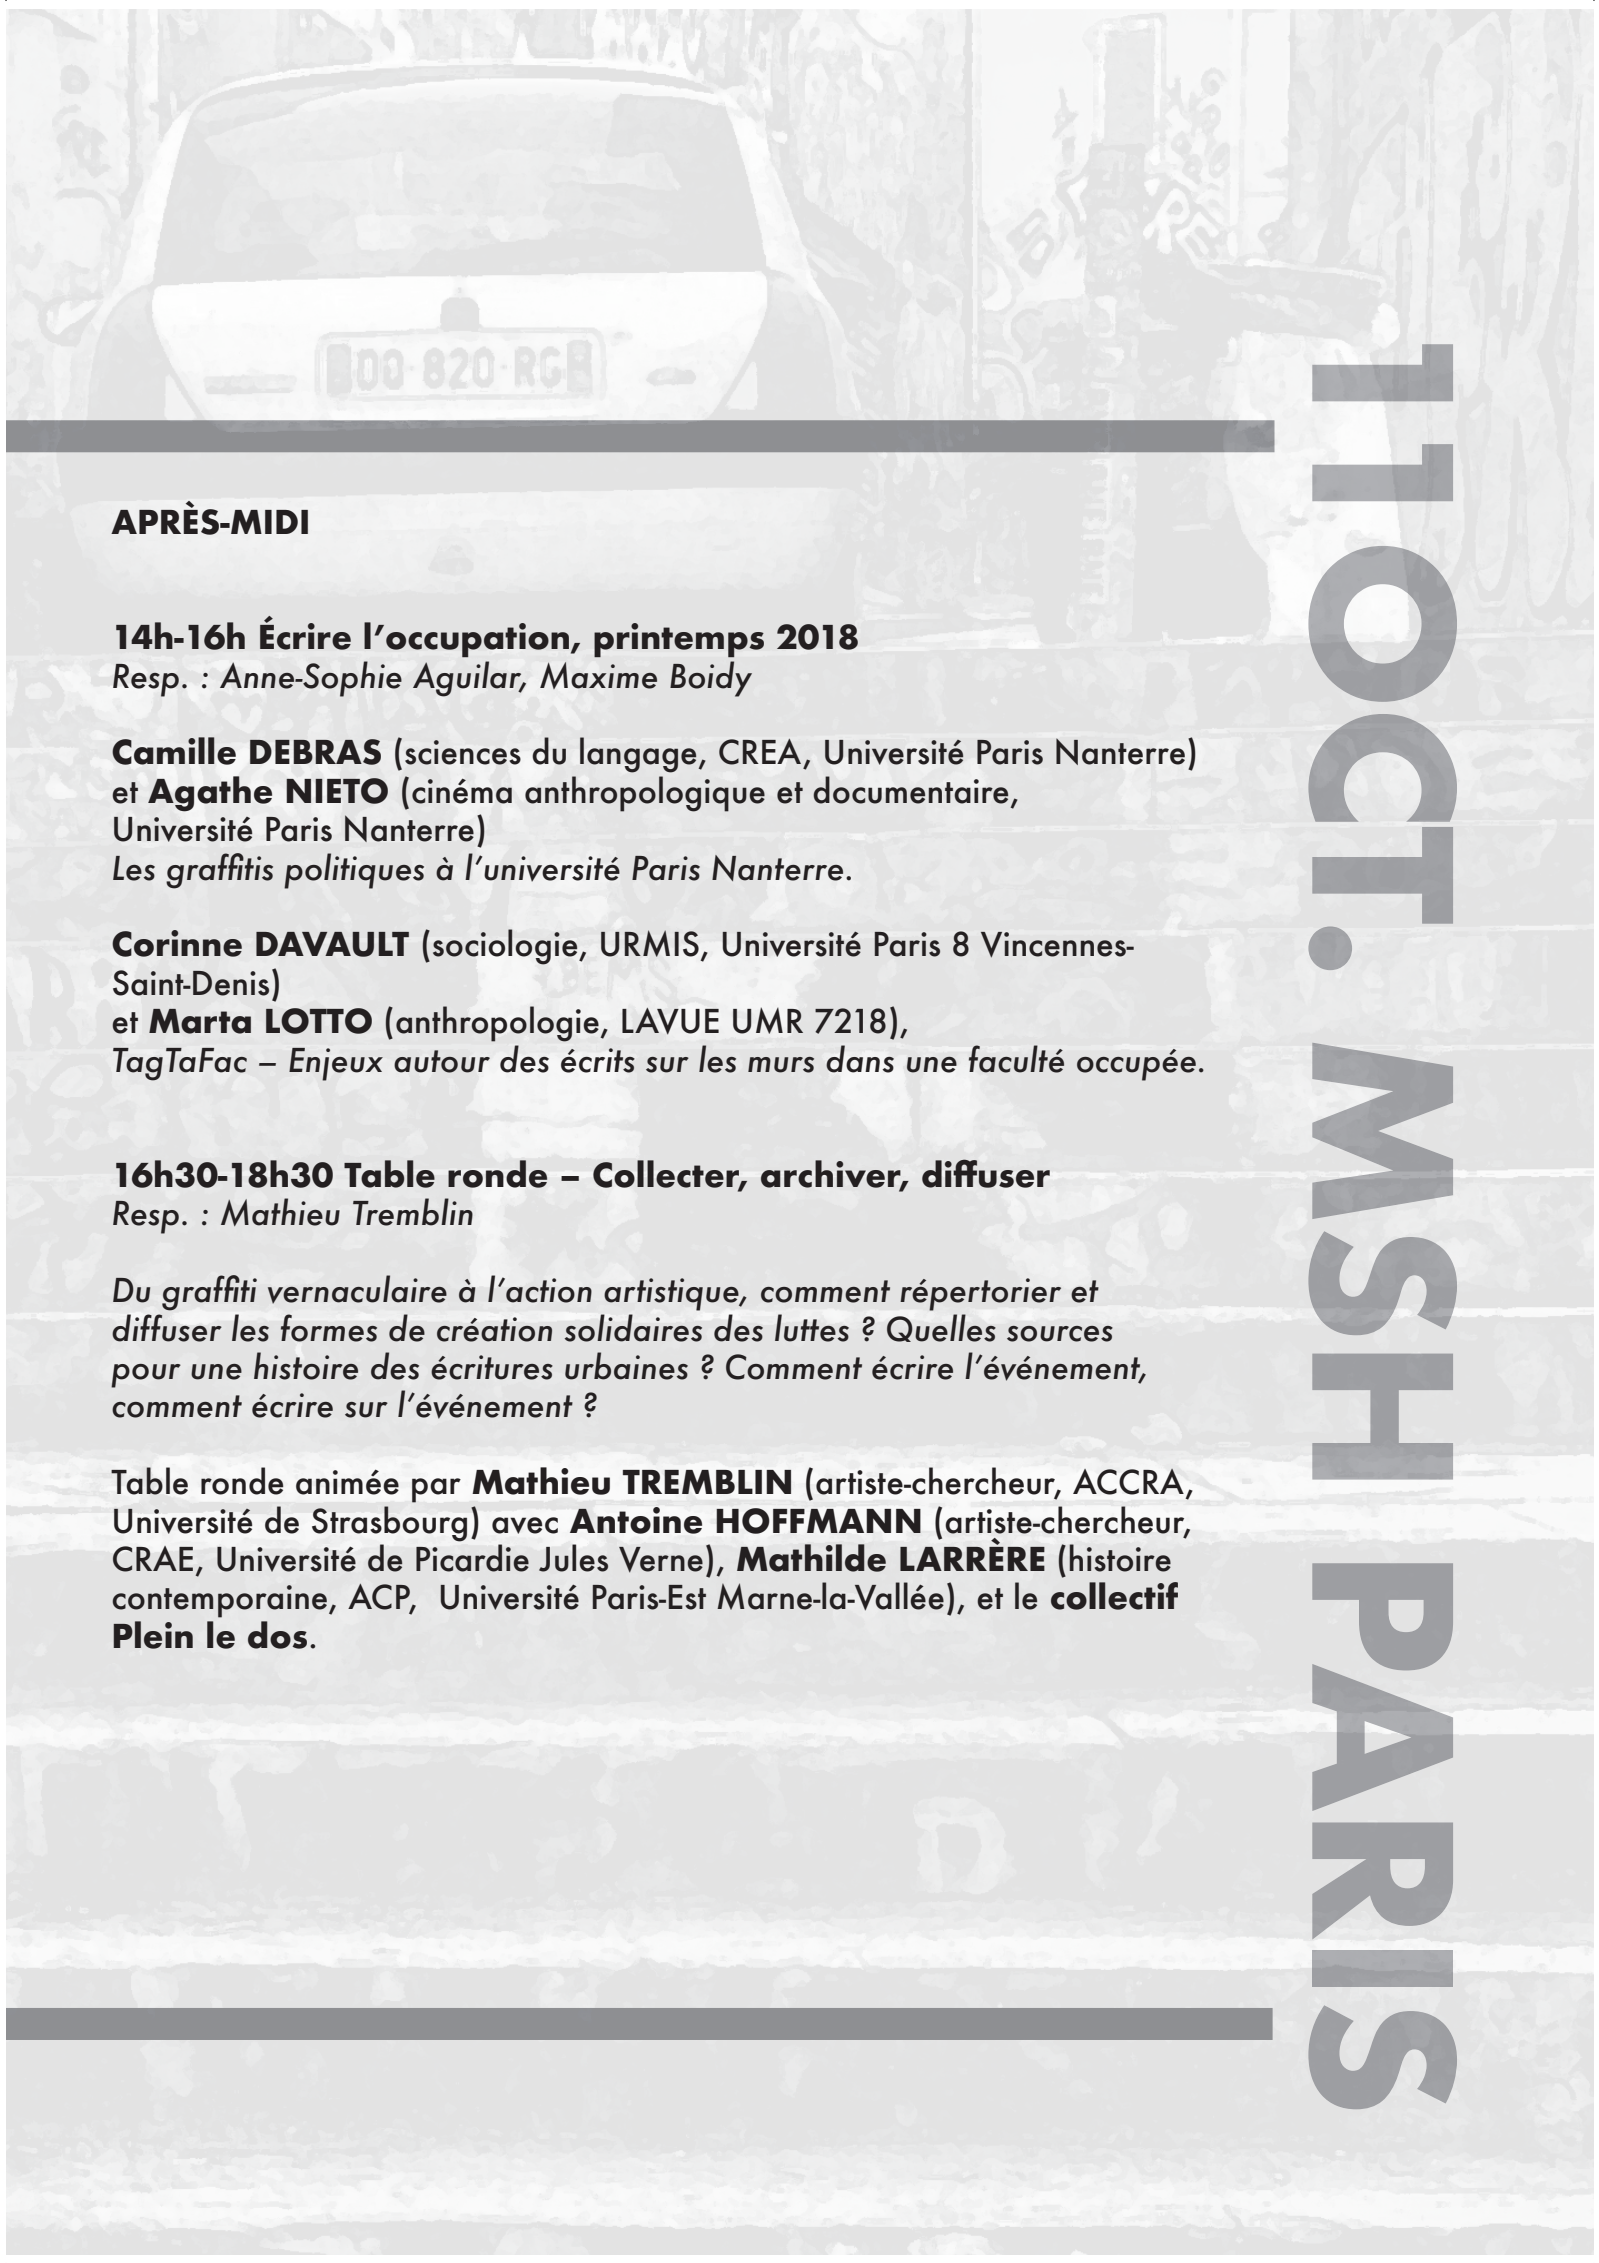 DQ-820-RG
11 OCT. MSH PARIS
APRÈS-MIDI
14h-16h Écrire l’occupation, printemps 2018
Resp. : Anne-Sophie Aguilar, Maxime Boidy
Camille DEBRAS (sciences du langage, CREA, Université Paris Nanterre)
et Agathe NIETO (cinéma anthropologique et documentaire,
Université Paris Nanterre)
Les graffitis politiques à l’université Paris Nanterre.
Corinne DAVAULT (sociologie, URMIS, Université Paris 8 Vincennes-
Saint-Denis)
et Marta LOTTO (anthropologie, LAVUE UMR 7218),
TagTaFac – Enjeux autour des écrits sur les murs dans une faculté occupée.
16h30-18h30 Table ronde – Collecter, archiver, diffuser
Resp. : Mathieu Tremblin
Du graffiti vernaculaire à l’action artistique, comment répertorier et
diffuser les formes de création solidaires des luttes ? Quelles sources
pour une histoire des écritures urbaines ? Comment écrire l’événement,
comment écrire sur l’événement ?
Table ronde animée par Mathieu TREMBLIN (artiste-chercheur, ACCRA,
Université de Strasbourg) avec Antoine HOFFMANN (artiste-chercheur,
CRAE, Université de Picardie Jules Verne), Mathilde LARRÈRE (histoire
contemporaine, ACP, Université Paris-Est Marne-la-Vallée), et le collectif
Plein le dos.